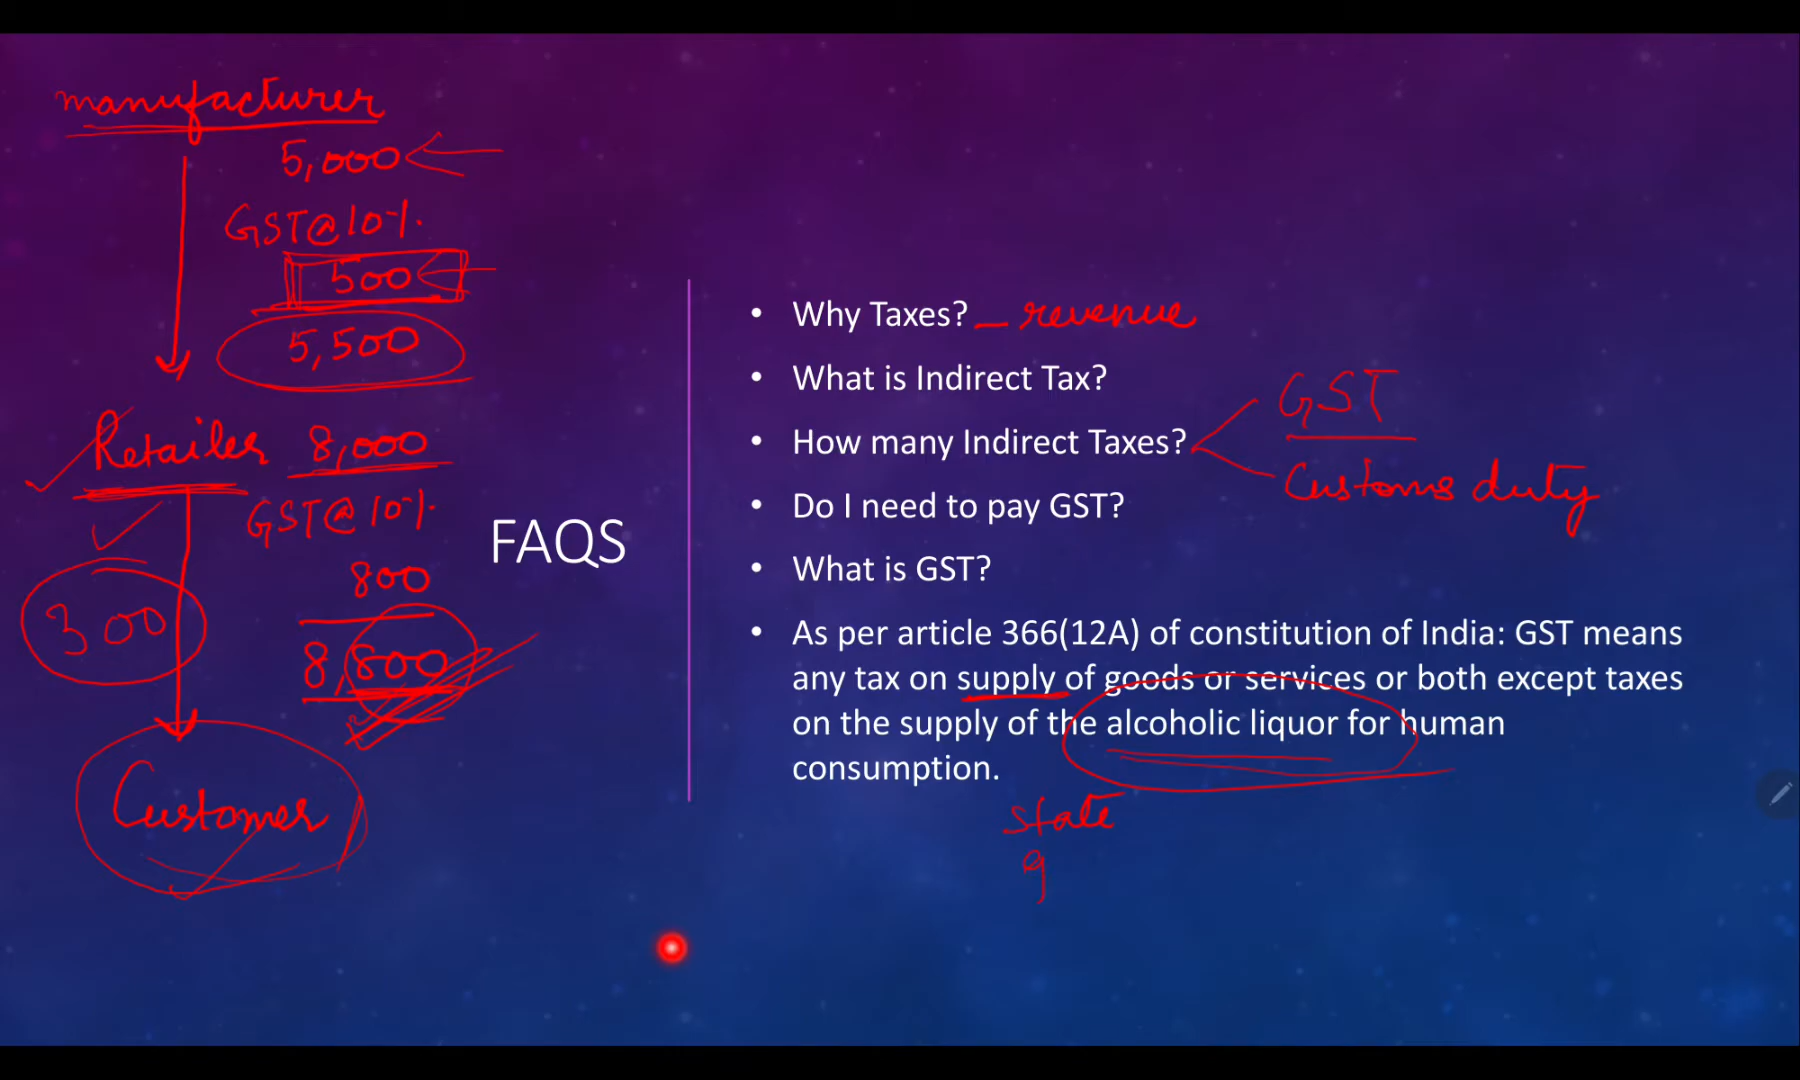 manufacturer
5,000
GST@10%
500
5,500
Retailer 8,000
GST@10%
800
300
8,800
Customer
FAQS
• Why Taxes? – revenue
• What is Indirect Tax?
• How many Indirect Taxes?
GST
Customs duty
• Do I need to pay GST?
• What is GST?
• As per article 366(12A) of constitution of India: GST means
any tax on supply of goods or services or both except taxes
on the supply of the alcoholic liquor for human
consumption.
State